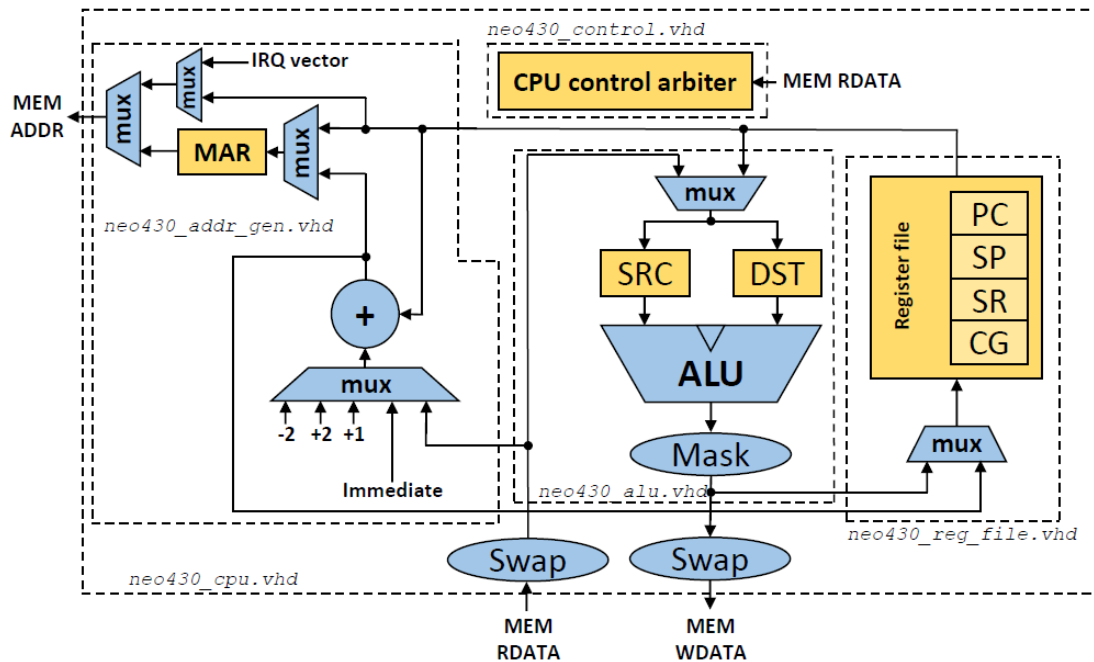 neo430_control.vhd
IRQ vector
mux
CPU control arbiter
MEM RDATA
MEM
ADDR
mux
MAR
mux
mux
neo430_addr_gen.vhd
PC
SP
SR
CG
Register file
SRC
DST
+
ALU
mux
-2
+2
+1
Immediate
Mask
mux
neo430_alu.vhd
neo430_reg_file.vhd
Swap
Swap
neo430_cpu.vhd
MEM
RDATA
MEM
WDATA